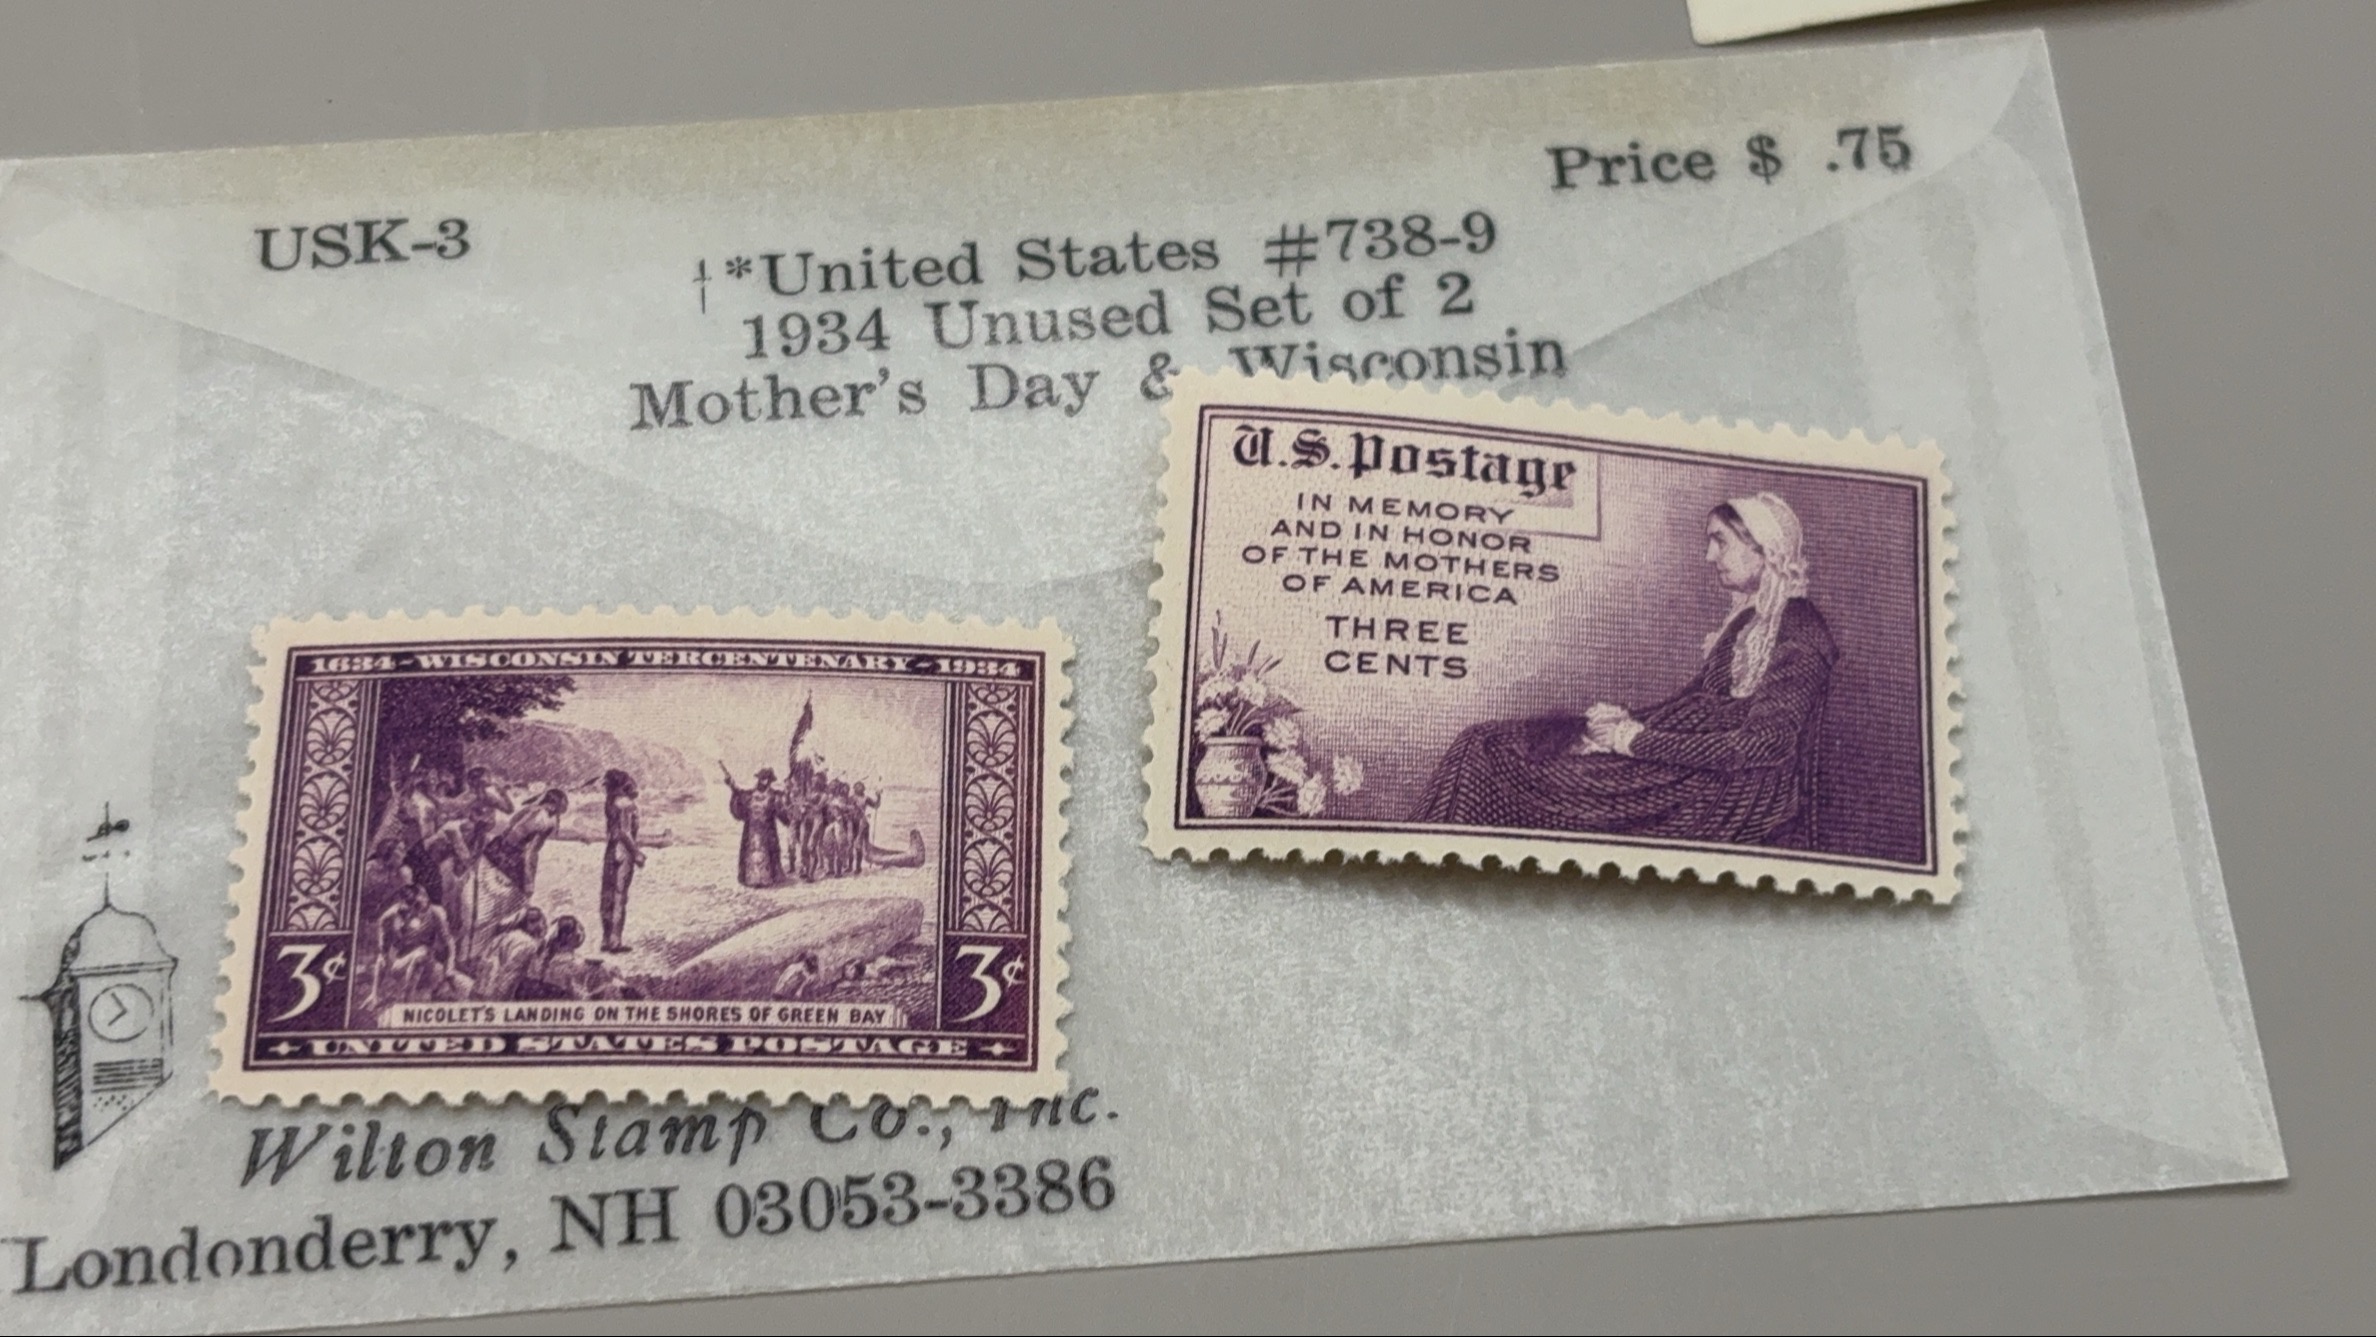 Price $ .75
USK-3
†*United States #738-9
1934 Unused Set of 2
Mother's Day & Wisconsin
U.S. Postage
IN MEMORY
AND IN HONOR
OF THE MOTHERS
OF AMERICA
THREE
CENTS
1634-WISCONSIN TERCENTENARY-1934
3¢ 3¢
NICOLET'S LANDING ON THE SHORES OF GREEN BAY
UNITED STATES POSTAGE
Wilton Stamp Co., Inc.
Londonderry, NH 03053-3386